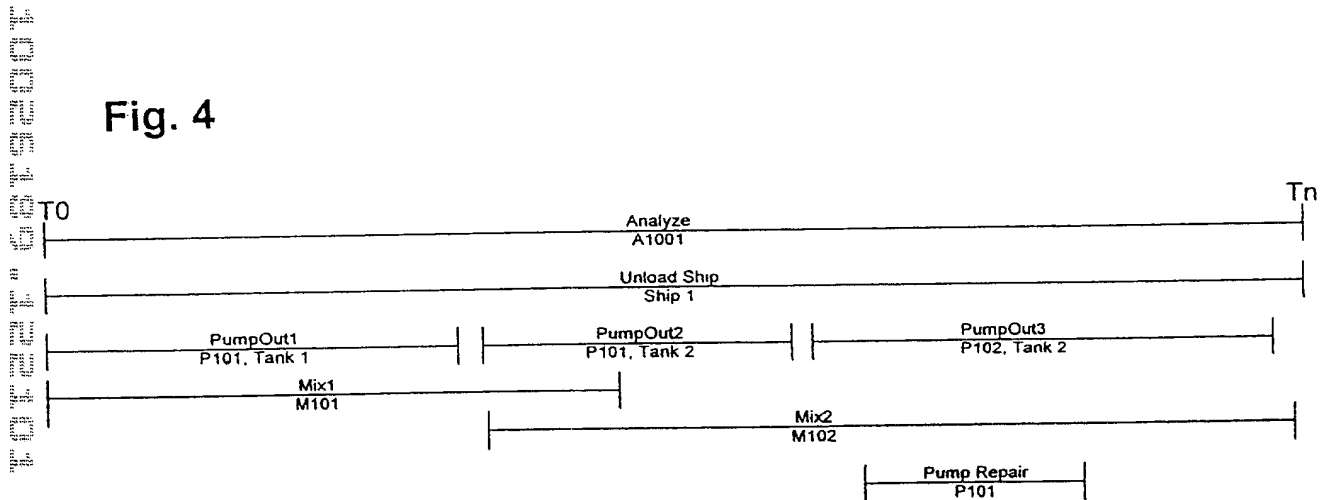 Fig. 4
T0
Tn
Analyze
A1001
Unload Ship
Ship 1
PumpOut1
P101, Tank 1
PumpOut2
P101, Tank 2
PumpOut3
P102, Tank 2
Mix1
M101
Mix2
M102
Pump Repair
P101